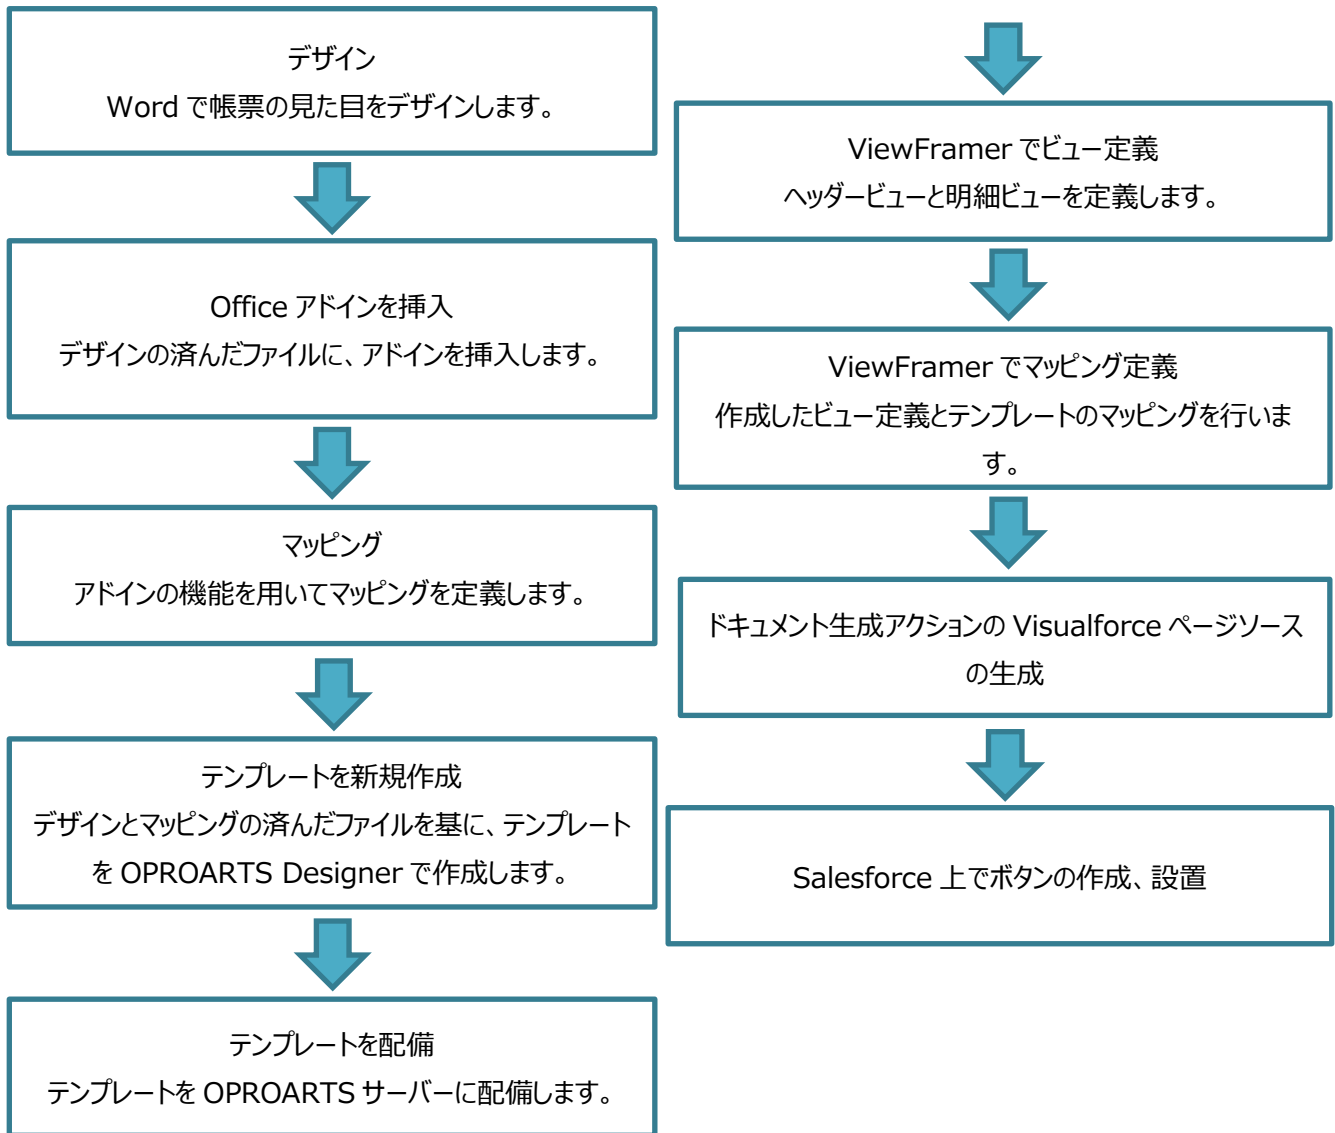 デザイン
Word で帳票の見た目をデザインします。
Office アドインを挿入
デザインの済んだファイルに、アドインを挿入します。
マッピング
アドインの機能を用いてマッピングを定義します。
テンプレートを新規作成
デザインとマッピングの済んだファイルを基に、テンプレート
を OPROARTS Designer で作成します。
テンプレートを配備
テンプレートを OPROARTS サーバーに配備します。
ViewFramer でビュー定義
ヘッダービューと明細ビューを定義します。
ViewFramer でマッピング定義
作成したビュー定義とテンプレートのマッピングを行いま
す。
ドキュメント生成アクションの Visualforce ページソース
の生成
Salesforce 上でボタンの作成、設置